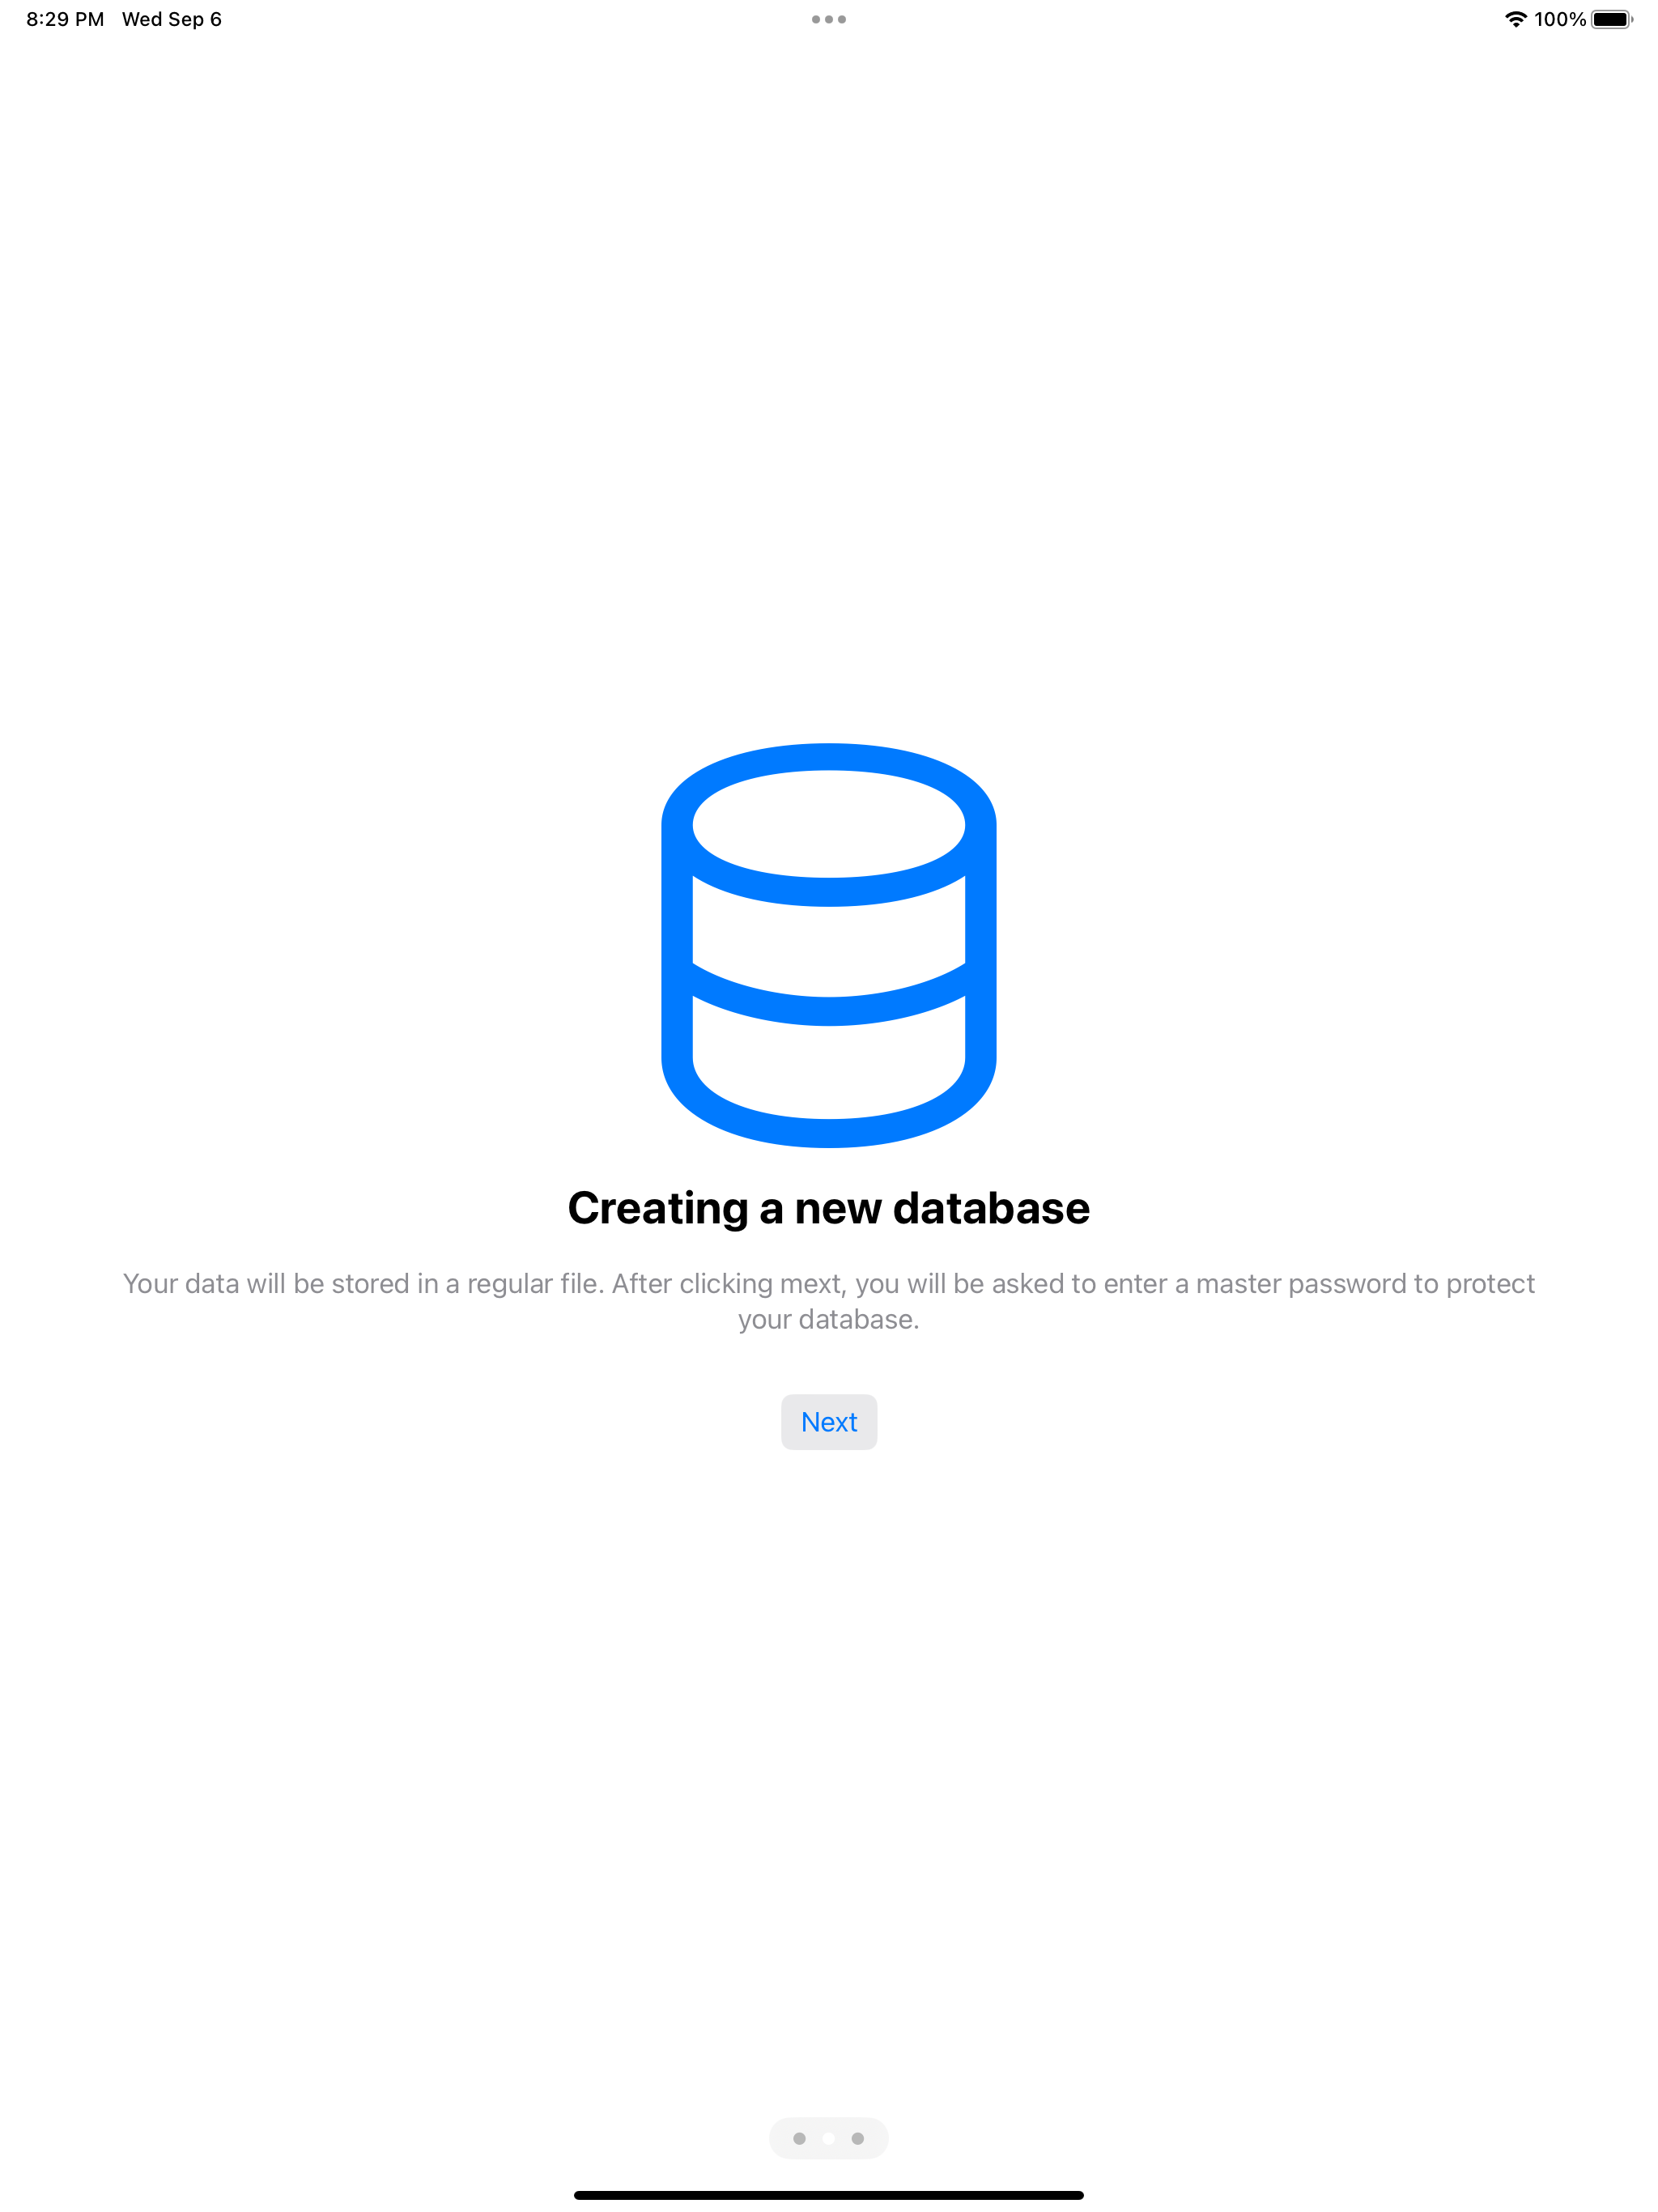 8:29 PM Wed Sep 6
100%
Creating a new database
Your data will be stored in a regular file. After clicking mext, you will be asked to enter a master password to protect
your database.
Next